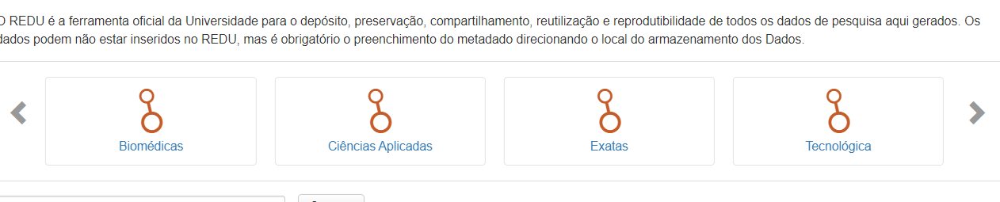 O REDU é a ferramenta oficial da Universidade para o depósito, preservação, compartilhamento, reutilização e reprodutibilidade de todos os dados de pesquisa aqui gerados. Os
dados podem não estar inseridos no REDU, mas é obrigatório o preenchimento do metadado direcionando o local do armazenamento dos Dados.
Biomédicas
Ciências Aplicadas
Exatas
Tecnológica